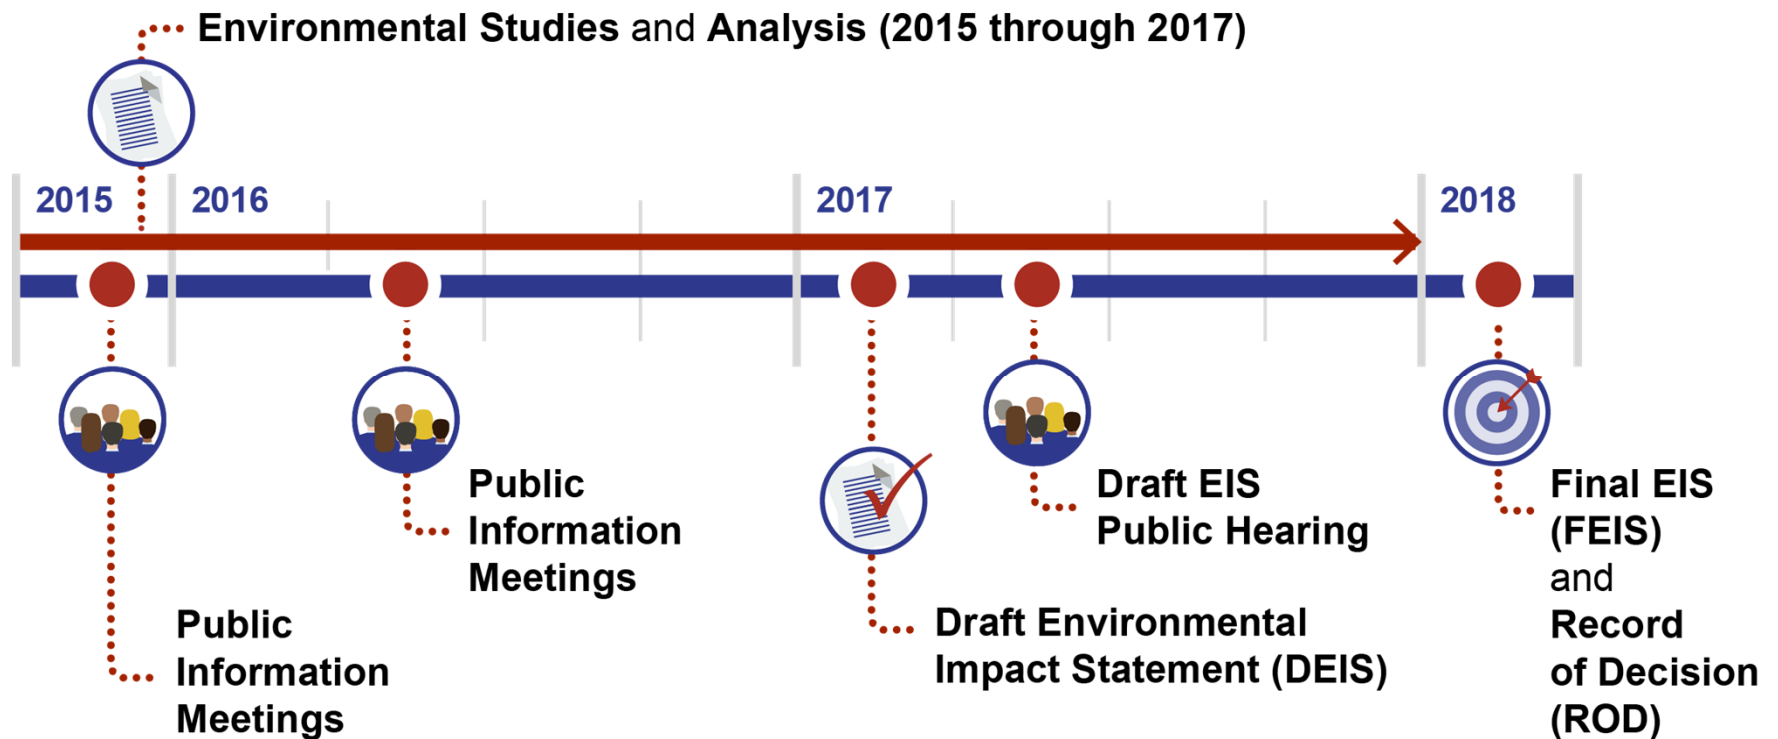 Environmental Studies and Analysis (2015 through 2017)
2015
2016
2017
2018
Public
Information
Meetings
Public
Information
Meetings
Draft Environmental
Impact Statement (DEIS)
Draft EIS
Public Hearing
Final EIS
(FEIS)
and
Record
of Decision
(ROD)